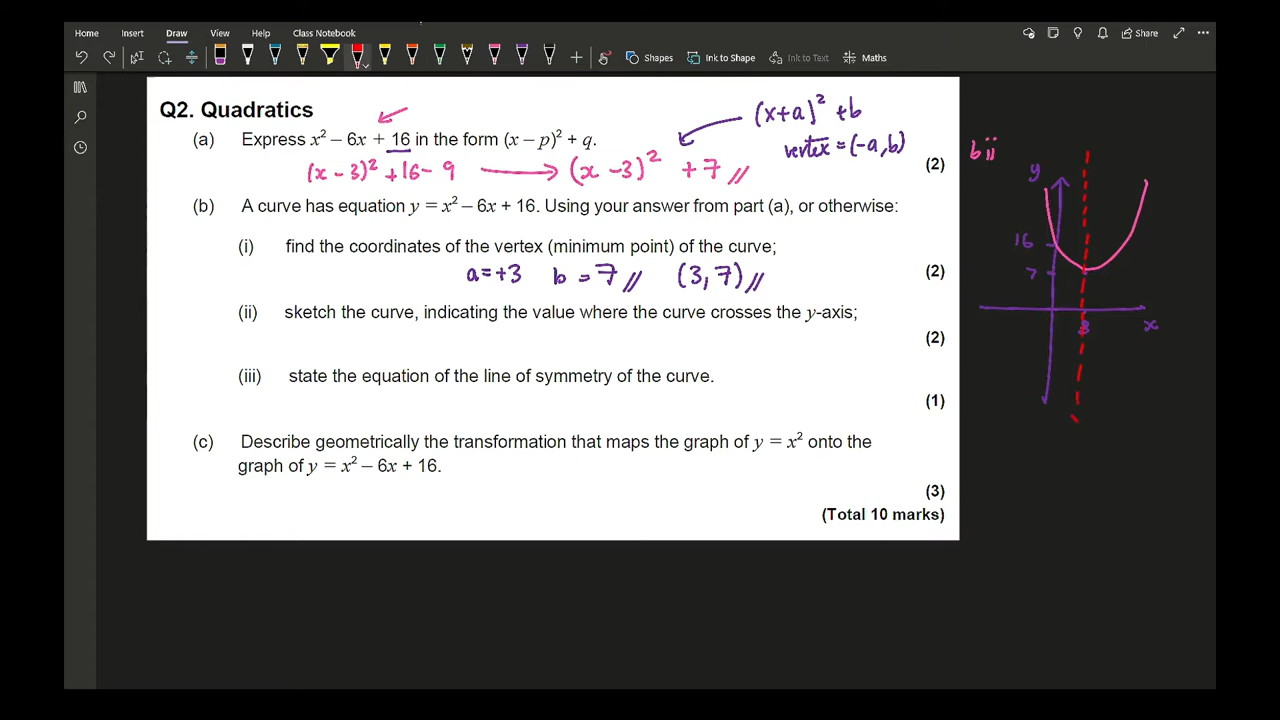 Home Insert Draw View Help Class Notebook Share
Shapes Ink to Shape Ink to Text Maths
Q2. Quadratics
(x+a)² + b
vertex = (-a, b)
(a) Express x² – 6x + 16 in the form (x – p)² + q.
(x - 3)² + 16 - 9 → (x - 3)² + 7 //
(2)
(b) A curve has equation y = x² – 6x + 16. Using your answer from part (a), or otherwise:
(i) find the coordinates of the vertex (minimum point) of the curve;
a = +3 b = 7 // (3, 7) //
(2)
(ii) sketch the curve, indicating the value where the curve crosses the y-axis;
(2)
(iii) state the equation of the line of symmetry of the curve.
(1)
(c) Describe geometrically the transformation that maps the graph of y = x² onto the
graph of y = x² – 6x + 16.
(3)
(Total 10 marks)
b ii
y
16
7
3
x